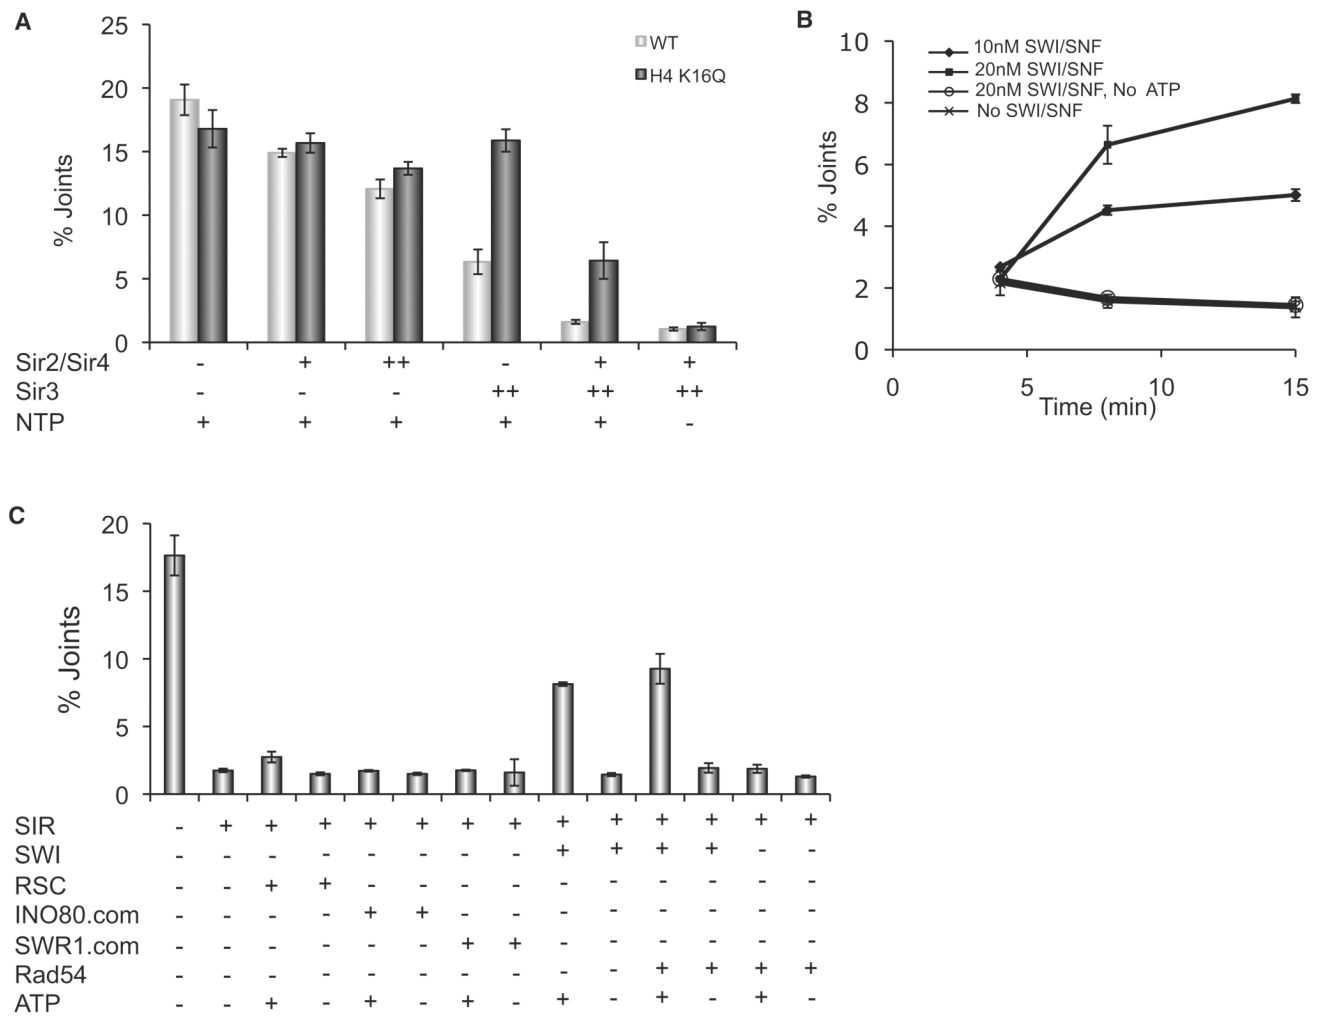 A
25
20
15
10
5
0
% Joints
WT
H4 K16Q
Sir2/Sir4 - + ++ - + +
Sir3 - - - ++ ++ ++
NTP + + + + + -
B
10
8
6
4
2
0
% Joints
10nM SWI/SNF
20nM SWI/SNF
20nM SWI/SNF, No ATP
No SWI/SNF
0 5 10 15
Time (min)
C
20
15
10
5
0
% Joints
SIR - + + + + + + + + + + + + +
SWI - - - - - - - - + + + + - -
RSC - - + + - - - - - - - - - -
INO80.com - - - - + + - - - - - - - -
SWR1.com - - - - - - + + - - - - - -
Rad54 - - - - - - - - - - + + + +
ATP - - + - + - + - + - + - + -